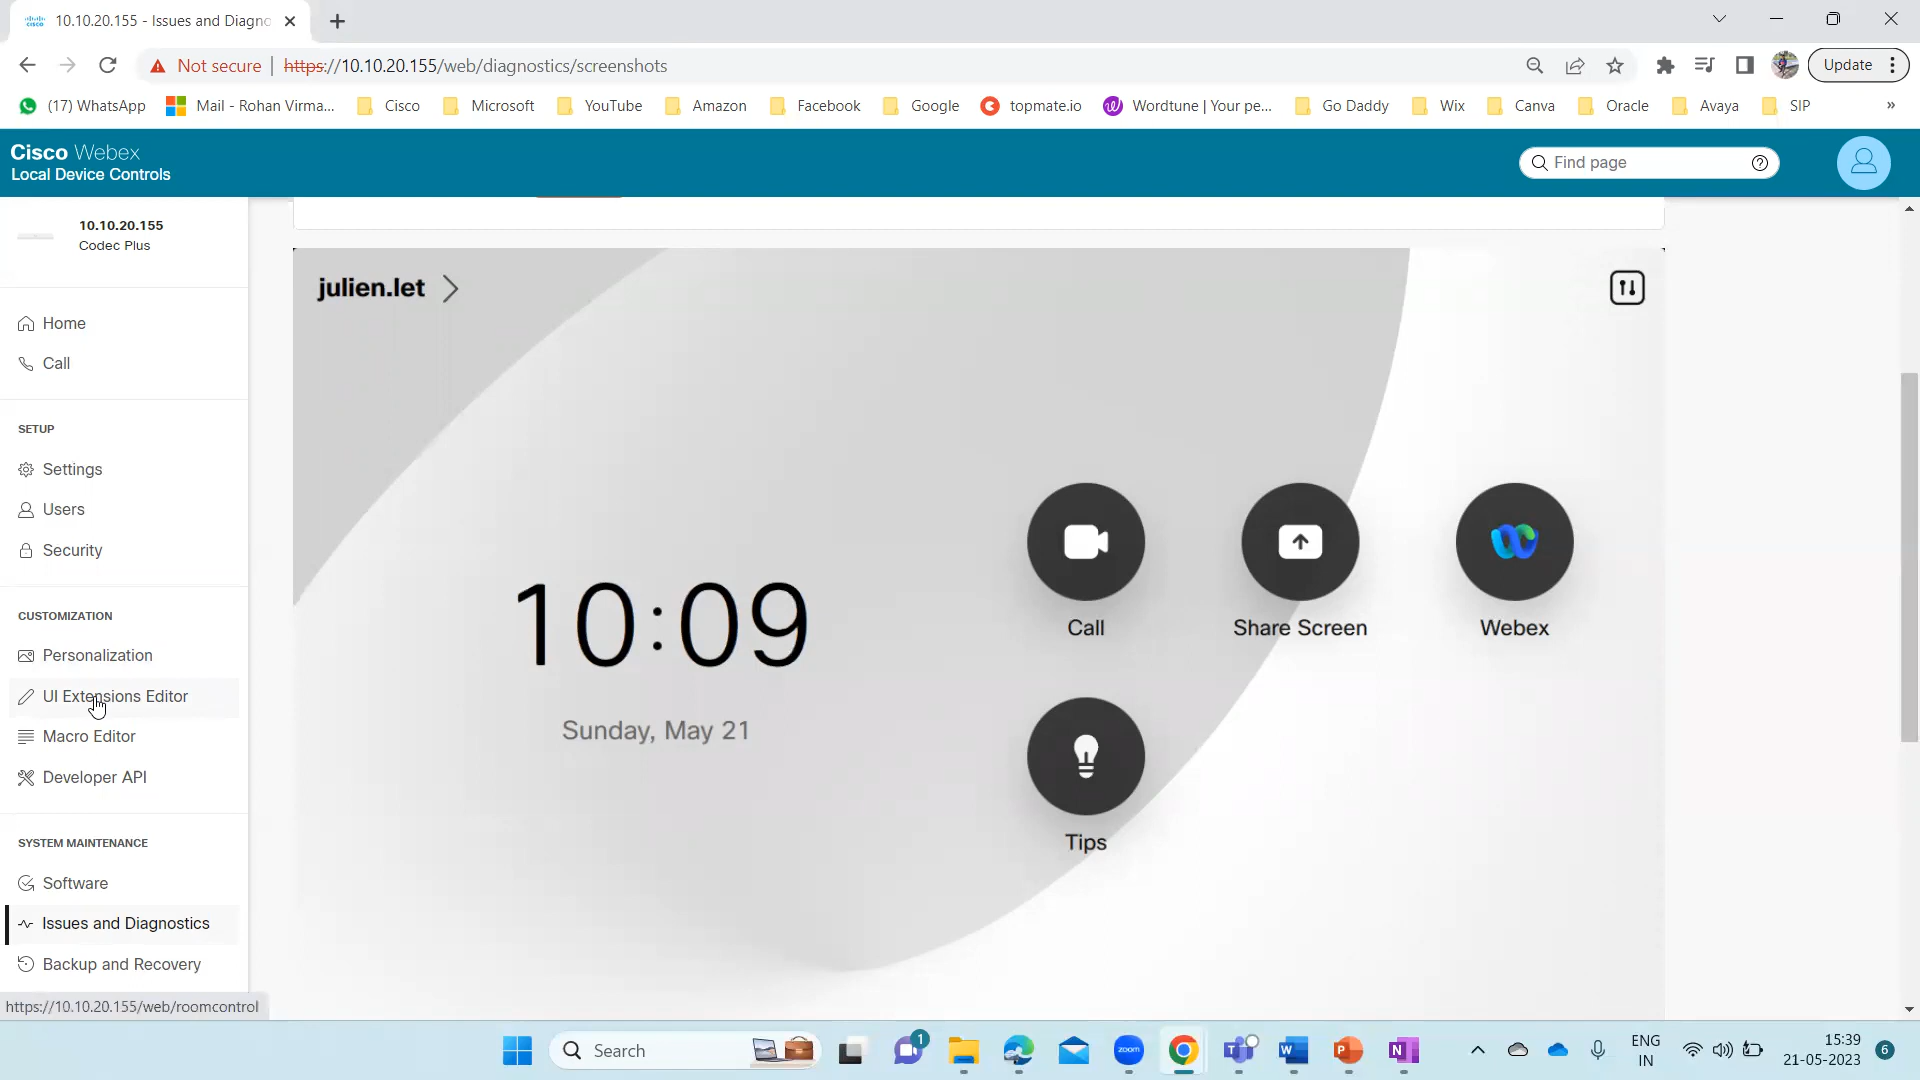 10.10.20.155 - Issues and Diagno
Not secure | https://10.10.20.155/web/diagnostics/screenshots
Update
(17) WhatsApp
Mail - Rohan Virma...
Cisco
Microsoft
YouTube
Amazon
Facebook
Google
topmate.io
Wordtune | Your pe...
Go Daddy
Wix
Canva
Oracle
Avaya
SIP
»
Cisco Webex
Local Device Controls
Find page
10.10.20.155
Codec Plus
Home
Call
SETUP
Settings
Users
Security
CUSTOMIZATION
Personalization
UI Extensions Editor
Macro Editor
Developer API
SYSTEM MAINTENANCE
Software
Issues and Diagnostics
Backup and Recovery
https://10.10.20.155/web/roomcontrol
julien.let
10:09
Sunday, May 21
Call
Share Screen
Webex
Tips
Search
1
zoom
ENG
IN
15:39
21-05-2023
6